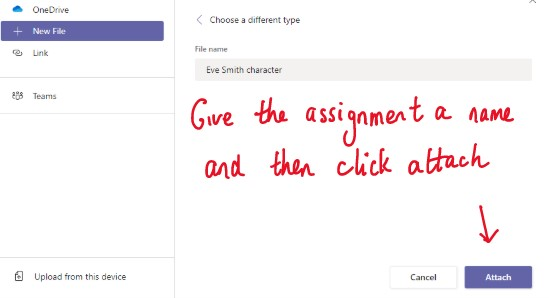 OneDrive
New File
Link
Teams
Upload from this device
Choose a different type
File name
Eve Smith character
Give the assignment a name
and then click attach
Cancel
Attach